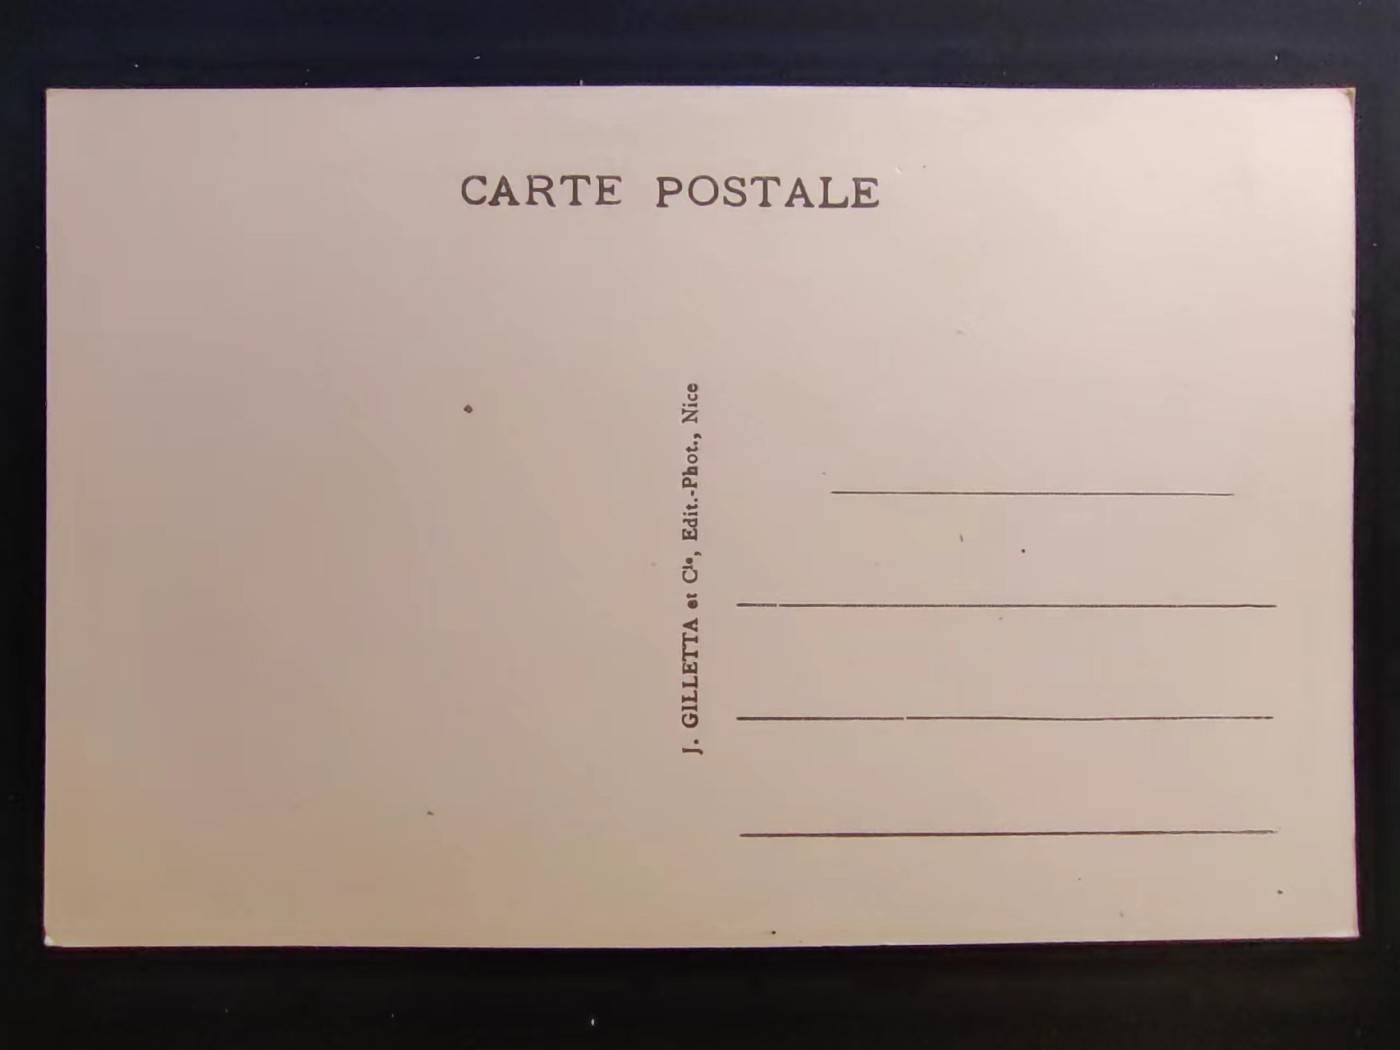 CARTE POSTALE
J. GILLETTA et Cie, Edit.-Phot., Nice